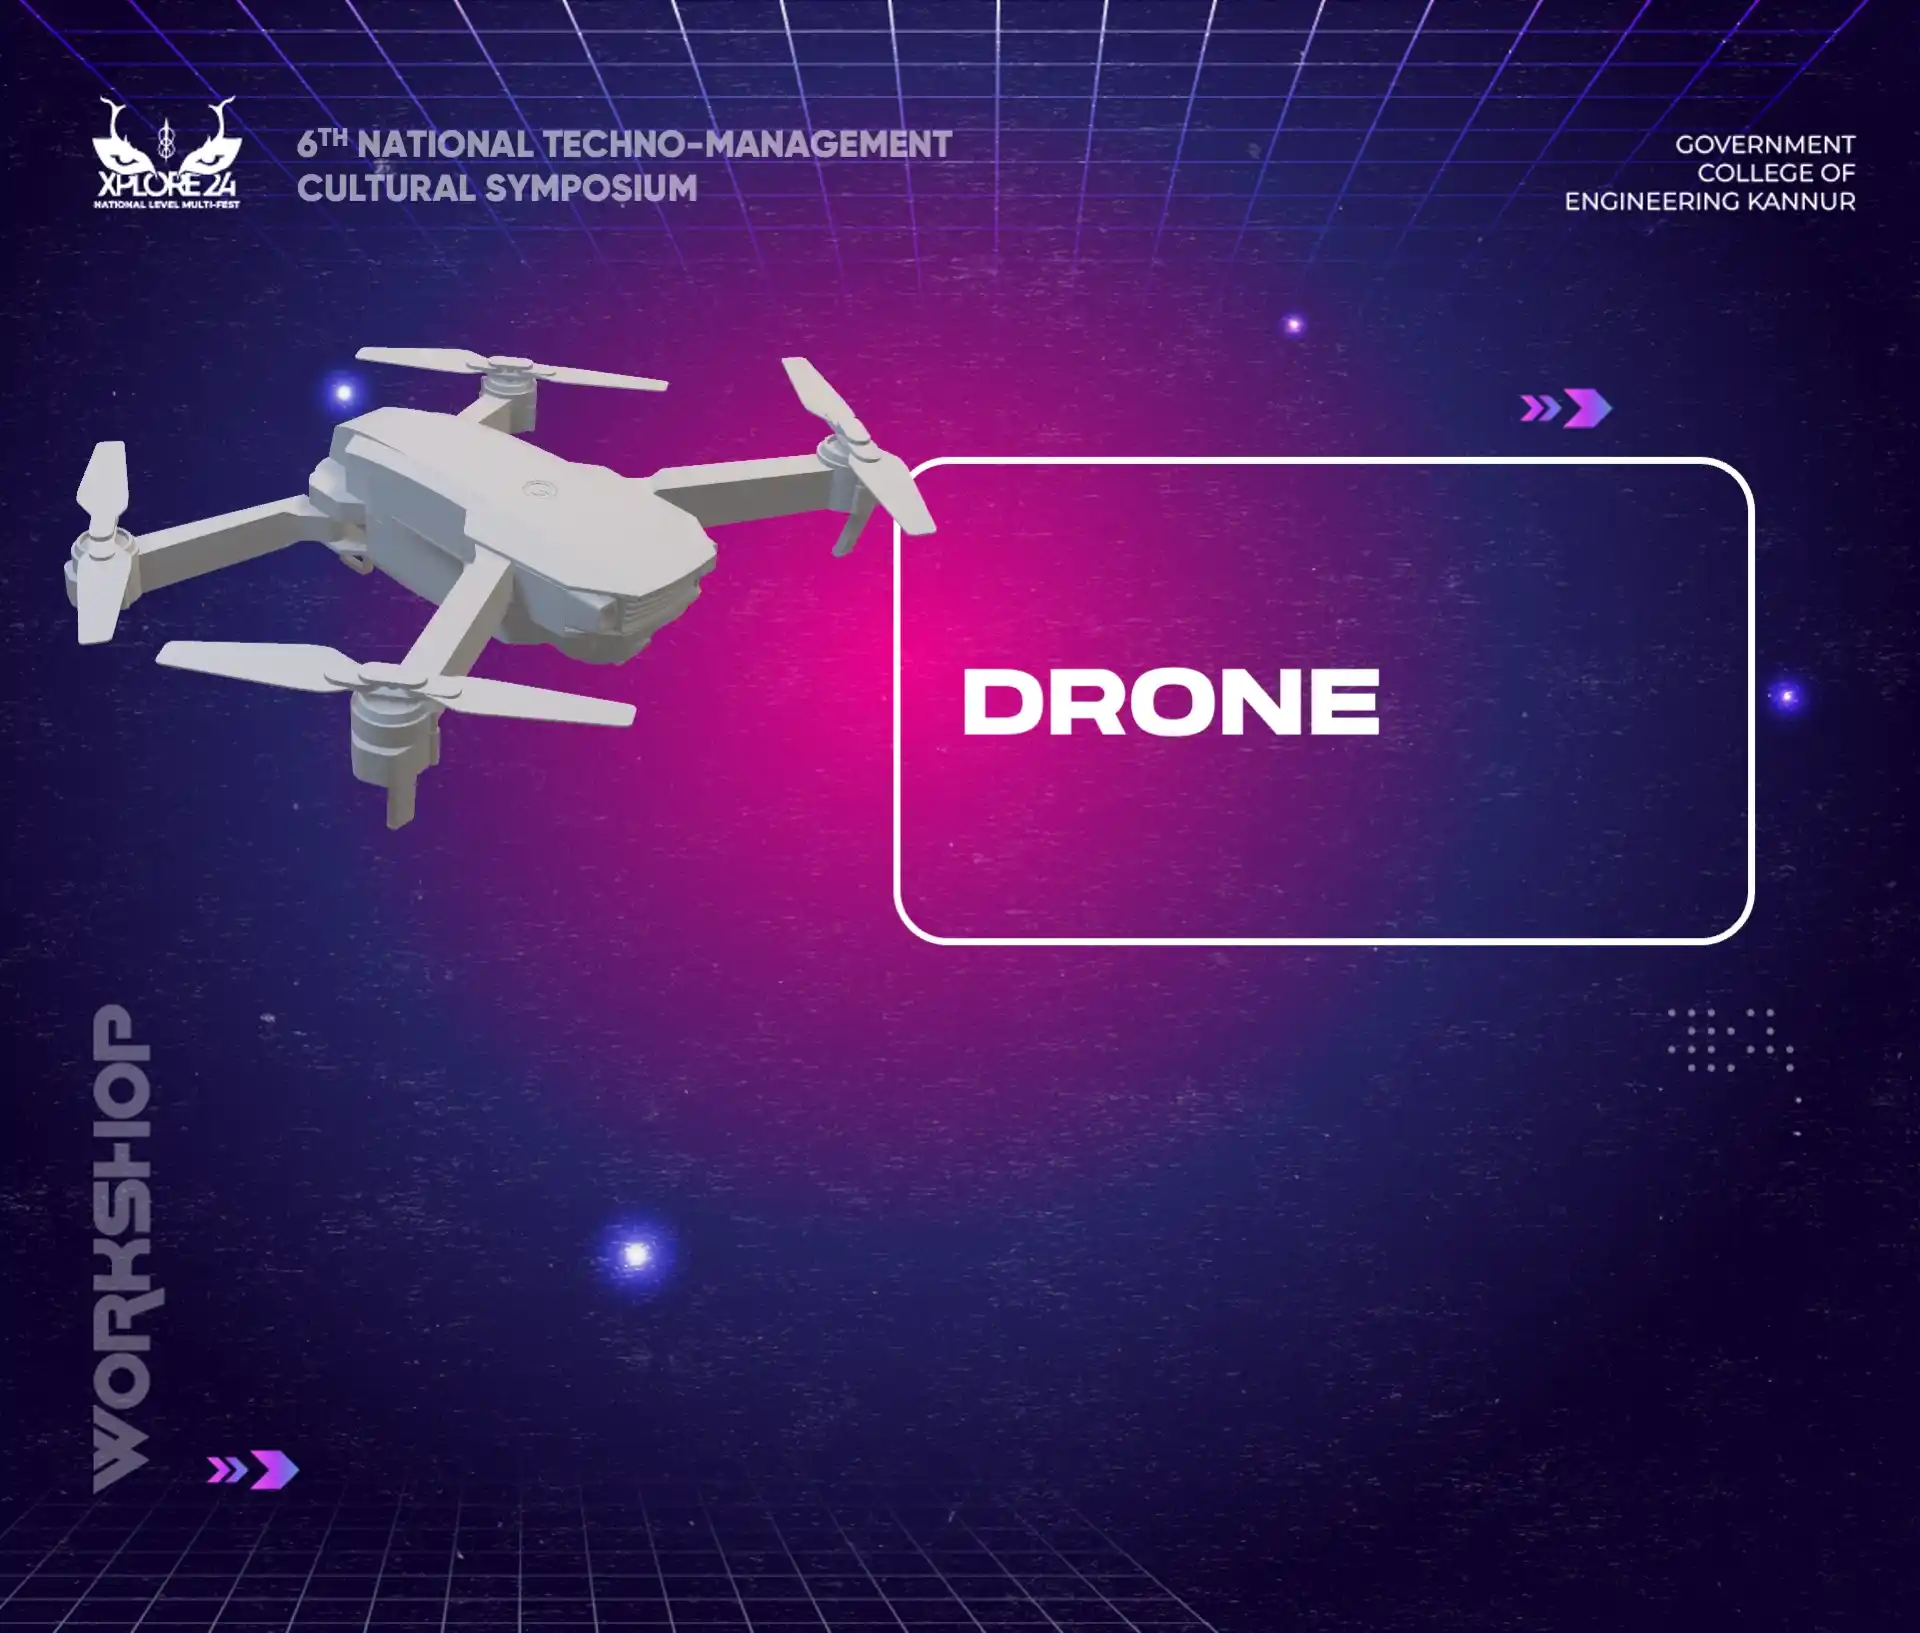 XPLORE 24
NATIONAL LEVEL MULTI-FEST
6TH NATIONAL TECHNO-MANAGEMENT
CULTURAL SYMPOSIUM
GOVERNMENT
COLLEGE OF
ENGINEERING KANNUR
DRONE
WORKSHOP